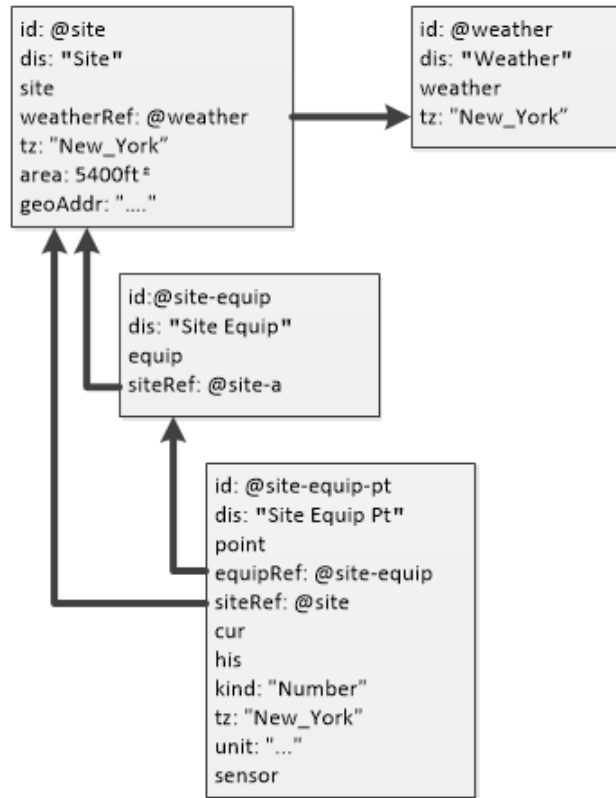 id: @site
dis: "Site"
site
weatherRef: @weather
tz: "New_York"
area: 5400ft²
geoAddr: "...."
id: @weather
dis: "Weather"
weather
tz: "New_York"
id:@site-equip
dis: "Site Equip"
equip
siteRef: @site-a
id: @site-equip-pt
dis: "Site Equip Pt"
point
equipRef: @site-equip
siteRef: @site
cur
his
kind: "Number"
tz: "New_York"
unit: "..."
sensor